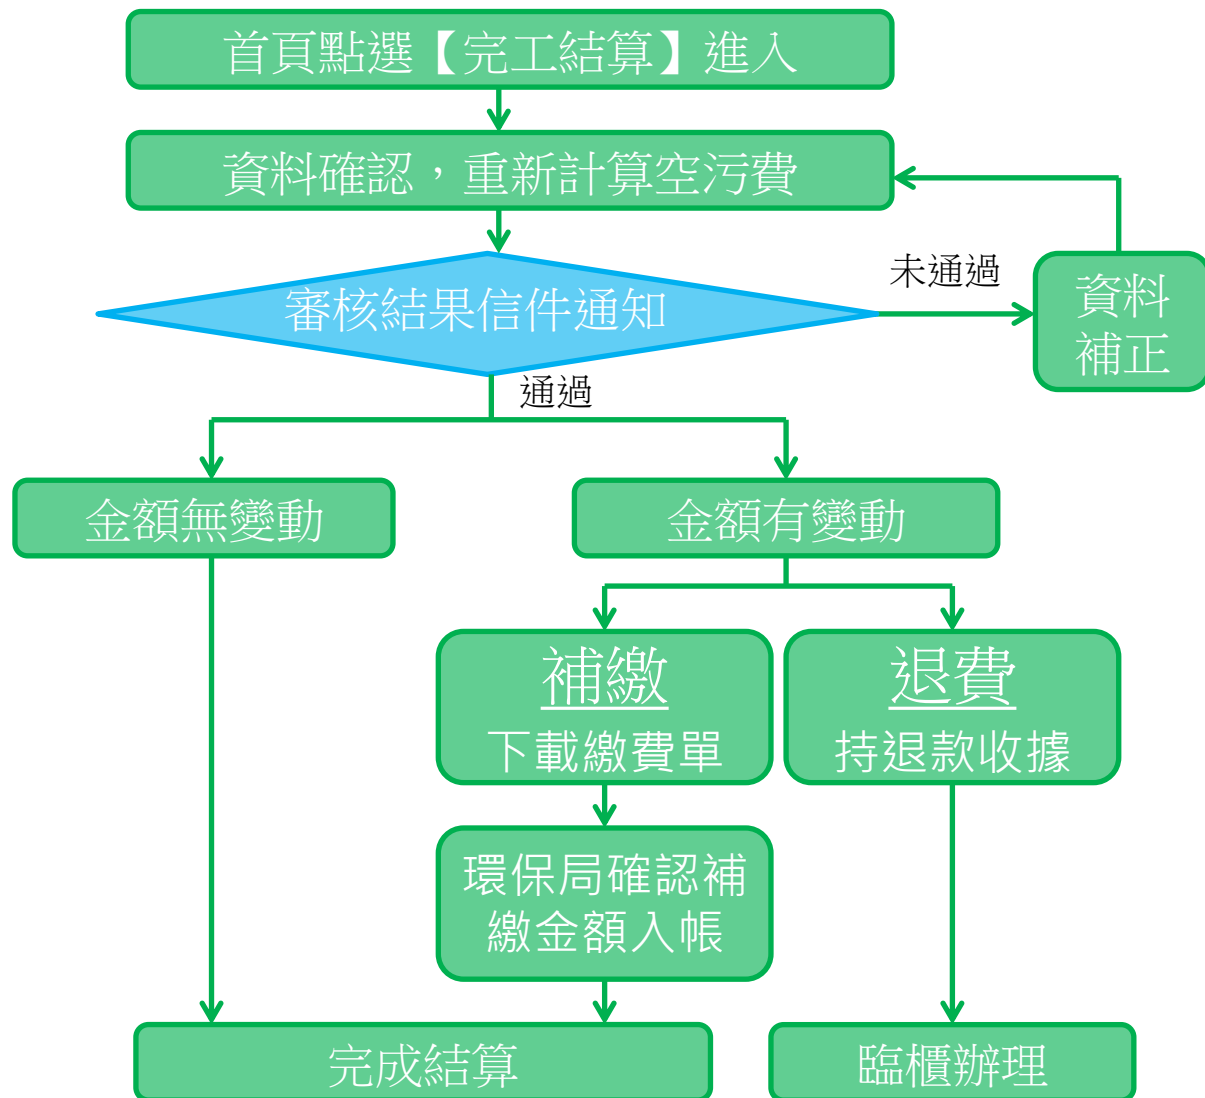 首頁點選【完工結算】進入
資料確認，重新計算空污費
審核結果信件通知
未通過
資料
補正
通過
金額無變動
金額有變動
補繳
下載繳費單
退費
持退款收據
環保局確認補
繳金額入帳
完成結算
臨櫃辦理